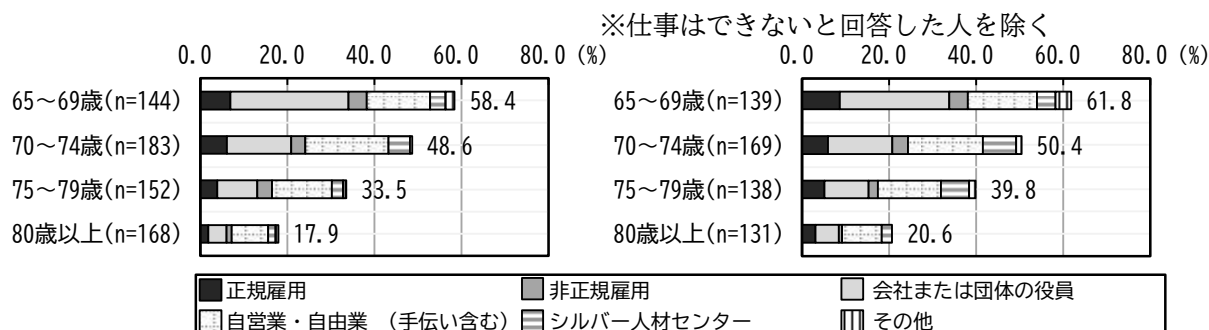 ※仕事はできないと回答した人を除く
0.0 20.0 40.0 60.0 80.0 (%)
65～69歳(n=144) 58.4
70～74歳(n=183) 48.6
75～79歳(n=152) 33.5
80歳以上(n=168) 17.9
0.0 20.0 40.0 60.0 80.0 (%)
65～69歳(n=139) 61.8
70～74歳(n=169) 50.4
75～79歳(n=138) 39.8
80歳以上(n=131) 20.6
正規雇用 非正規雇用 会社または団体の役員
自営業・自由業 （手伝い含む） シルバー人材センター その他